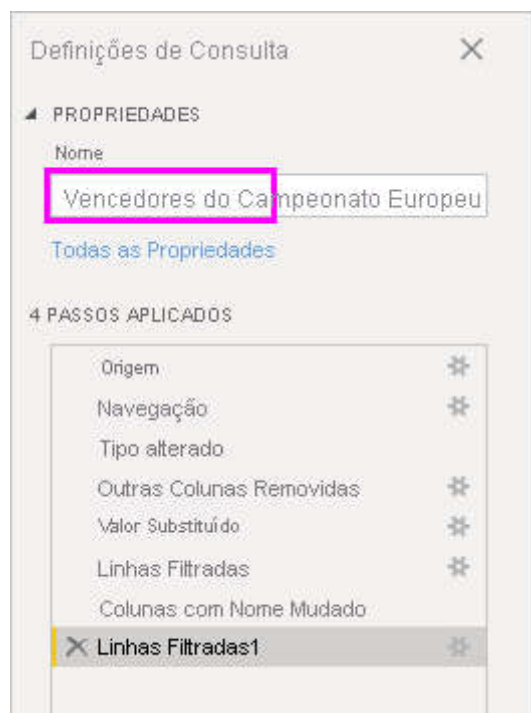 Definições de Consulta
PROPRIEDADES
Nome
Vencedores do Campeonato Europeu
Todas as Propriedades
4 PASSOS APLICADOS
Origem
Navegação
Tipo alterado
Outras Colunas Removidas
Valor Substituído
Linhas Filtradas
Colunas com Nome Mudado
Linhas Filtradas1